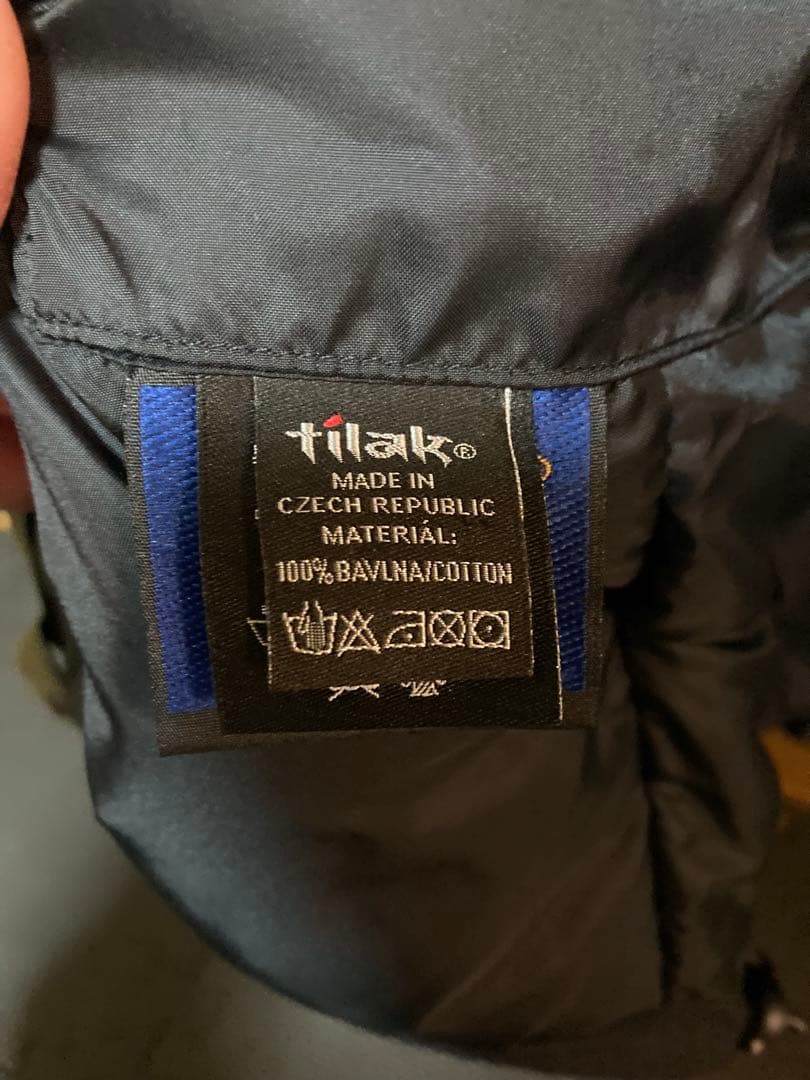 tilak®
MADE IN
CZECH REPUBLIC
MATERIÁL:
100% BAVLNA/COTTON